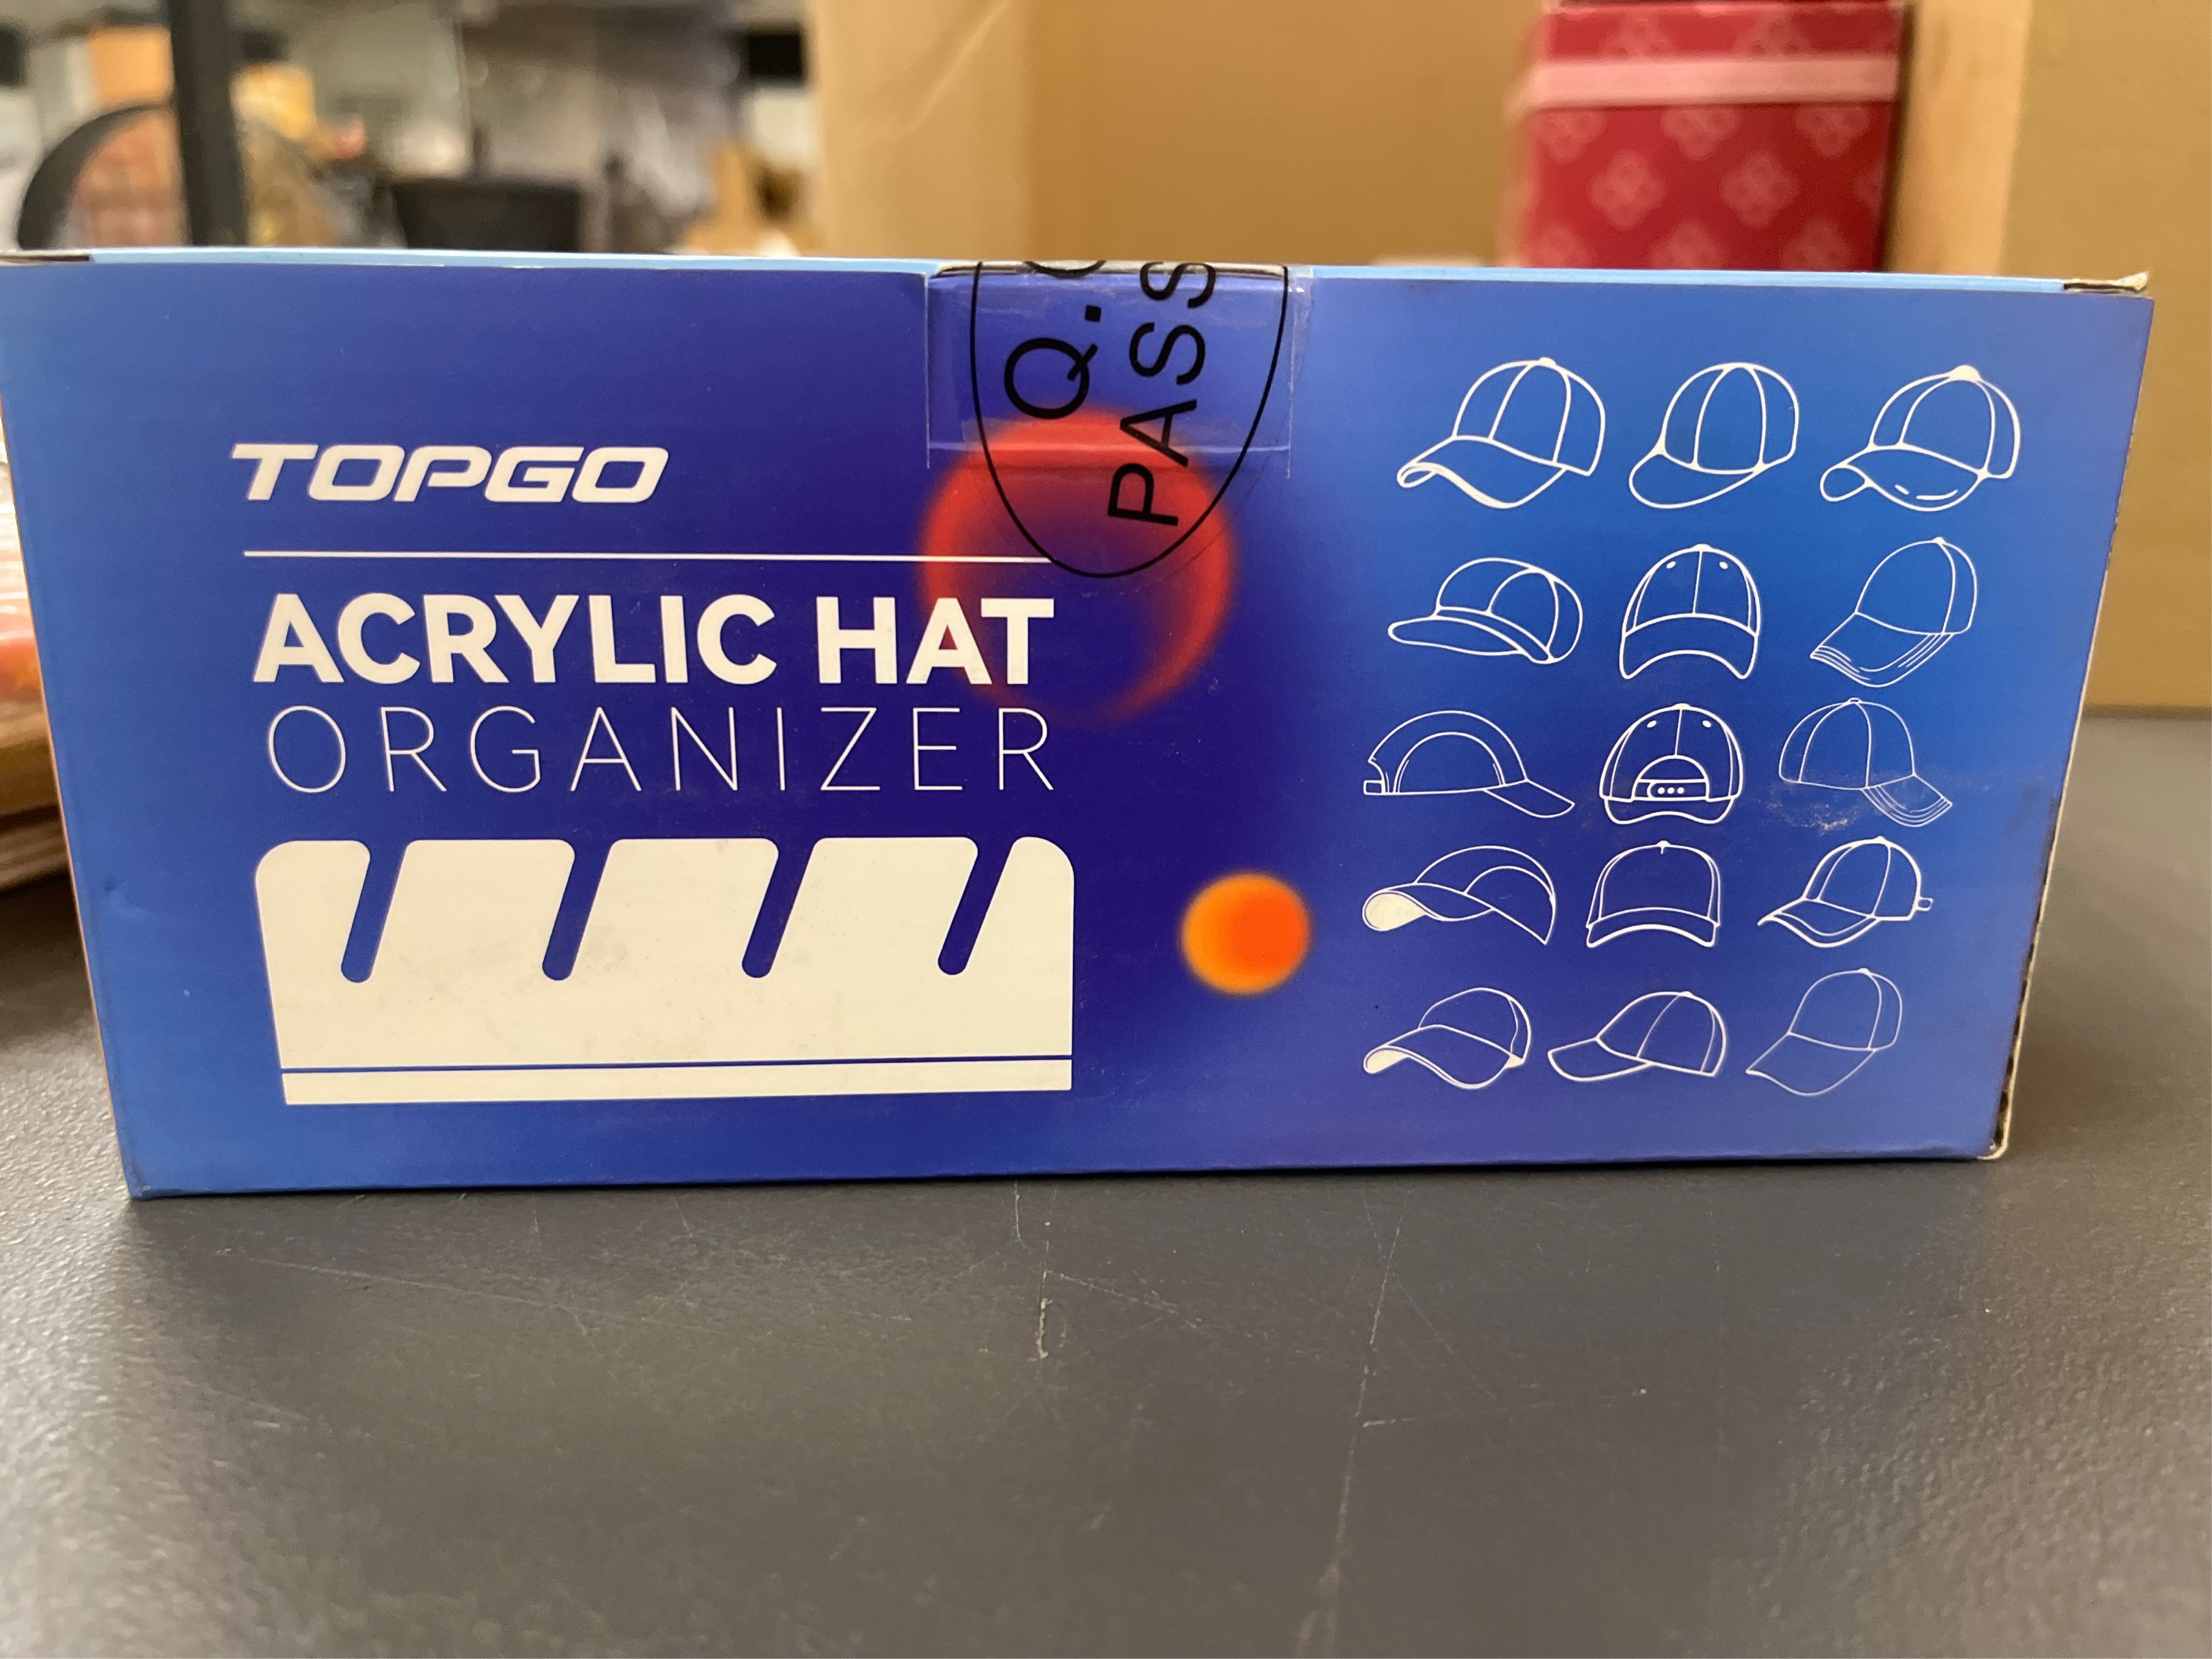 Q.C
PASS
TOPGO
ACRYLIC HAT
ORGANIZER